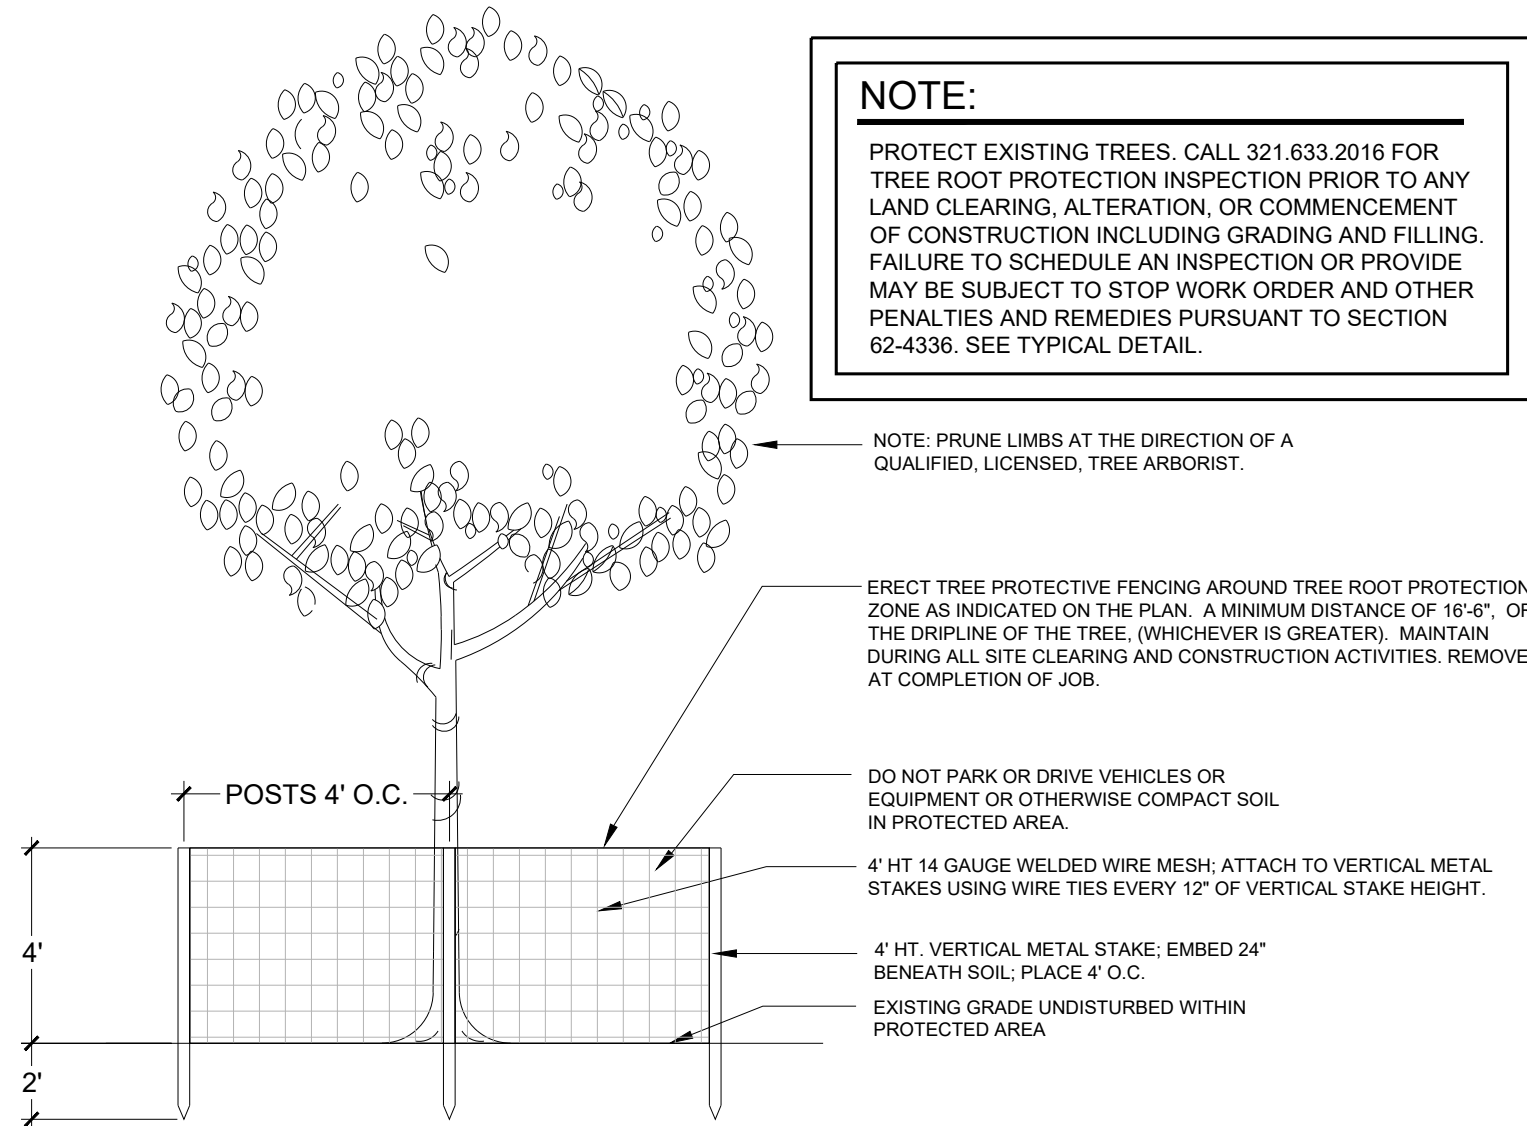 NOTE:
PROTECT EXISTING TREES. CALL 321.633.2016 FOR
TREE ROOT PROTECTION INSPECTION PRIOR TO ANY
LAND CLEARING, ALTERATION, OR COMMENCEMENT
OF CONSTRUCTION INCLUDING GRADING AND FILLING.
FAILURE TO SCHEDULE AN INSPECTION OR PROVIDE
MAY BE SUBJECT TO STOP WORK ORDER AND OTHER
PENALTIES AND REMEDIES PURSUANT TO SECTION
62-4336. SEE TYPICAL DETAIL.
NOTE: PRUNE LIMBS AT THE DIRECTION OF A
QUALIFIED, LICENSED, TREE ARBORIST.
ERECT TREE PROTECTIVE FENCING AROUND TREE ROOT PROTECTION
ZONE AS INDICATED ON THE PLAN. A MINIMUM DISTANCE OF 16'-6", OR
THE DRIPLINE OF THE TREE, (WHICHEVER IS GREATER). MAINTAIN
DURING ALL SITE CLEARING AND CONSTRUCTION ACTIVITIES. REMOVE
AT COMPLETION OF JOB.
DO NOT PARK OR DRIVE VEHICLES OR
EQUIPMENT OR OTHERWISE COMPACT SOIL
IN PROTECTED AREA.
4' HT 14 GAUGE WELDED WIRE MESH; ATTACH TO VERTICAL METAL
STAKES USING WIRE TIES EVERY 12" OF VERTICAL STAKE HEIGHT.
4' HT. VERTICAL METAL STAKE; EMBED 24"
BENEATH SOIL; PLACE 4' O.C.
EXISTING GRADE UNDISTURBED WITHIN
PROTECTED AREA
POSTS 4' O.C.
4'
2'